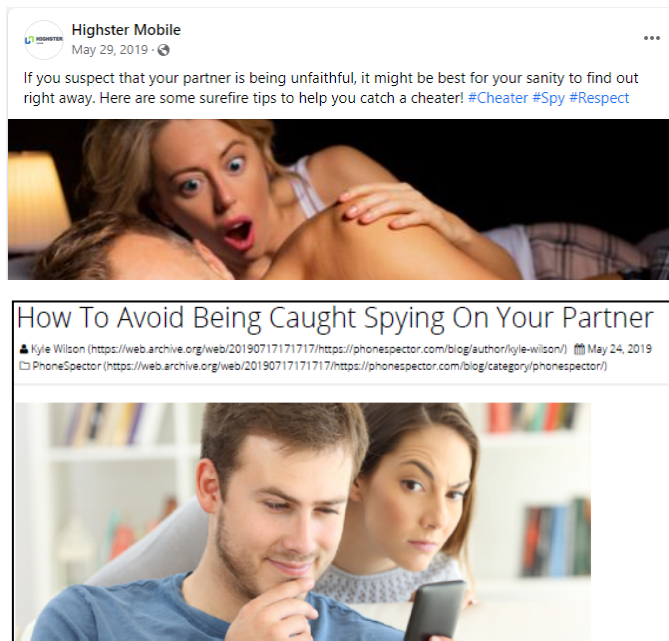 HIGHSTER
Highster Mobile
May 29, 2019 ·
If you suspect that your partner is being unfaithful, it might be best for your sanity to find out
right away. Here are some surefire tips to help you catch a cheater! #Cheater #Spy #Respect
How To Avoid Being Caught Spying On Your Partner
Kyle Wilson (https://web.archive.org/web/20190717171717/https://phonespector.com/blog/author/kyle-wilson/) May 24, 2019
PhoneSpector (https://web.archive.org/web/20190717171717/https://phonespector.com/blog/category/phonespector/)